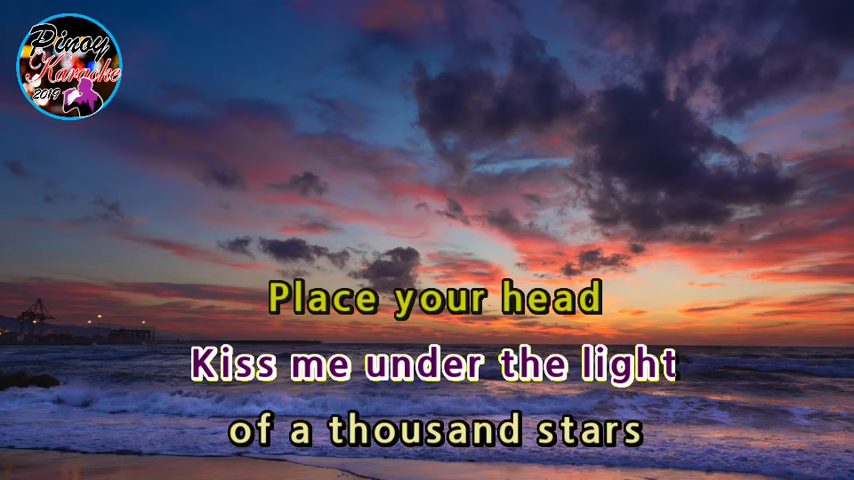 Pinoy
Karaoke
2019
Place your head
Kiss me under the light
of a thousand stars